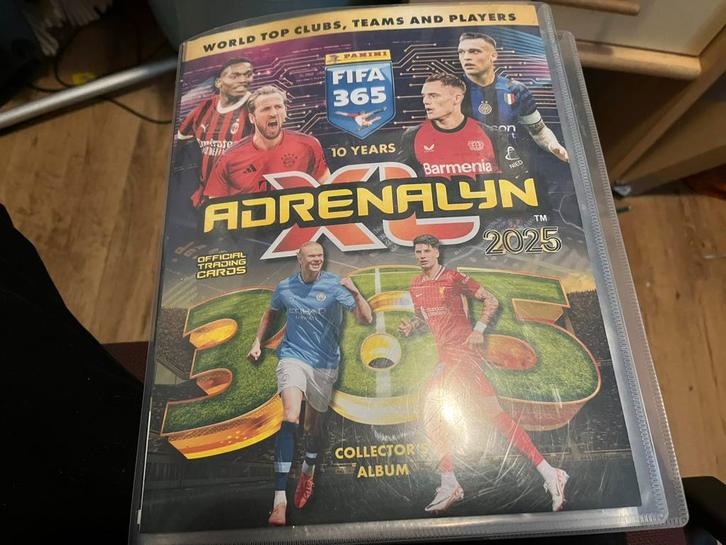 WORLD TOP CLUBS, TEAMS AND PLAYERS
PANINI
FIFA
365
10 YEARS
Barmenia
XL
ADRENALYN
TM
2025
OFFICIAL
TRADING
CARDS
365
COLLECTOR'S
ALBUM